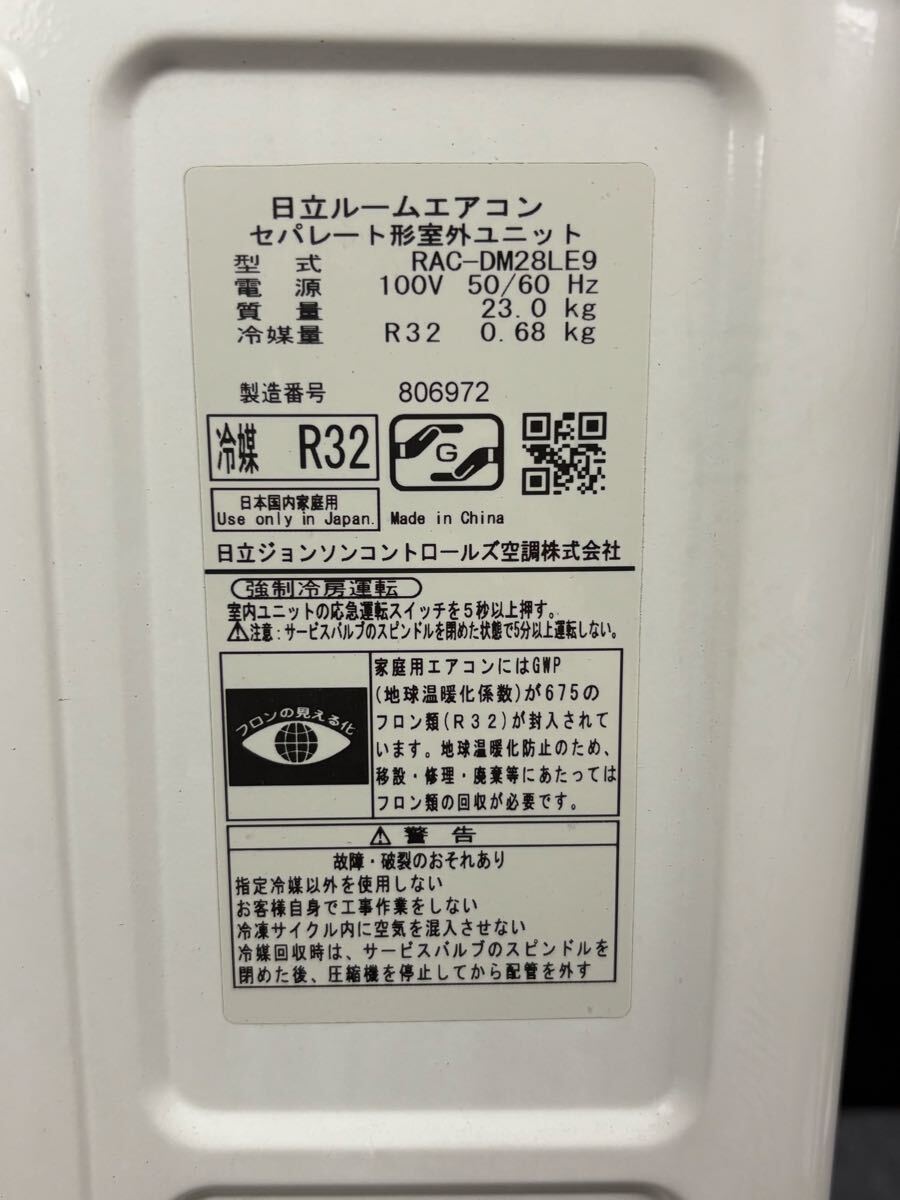 日立ルームエアコン
セパレート形室外ユニット
型式 RAC-DM28LE9
電源 100V 50/60 Hz
質量 23.0 kg
冷媒量 R32 0.68 kg
製造番号 806972
冷媒 R32
G
日本国内家庭用
Use only in Japan.
Made in China
日立ジョンソンコントロールズ空調株式会社
強制冷房運転
室内ユニットの応急運転スイッチを5秒以上押す。
⚠注意:サービスバルブのスピンドルを閉めた状態で5分以上運転しない。
フロンの見える化
家庭用エアコンにはGWP
(地球温暖化係数)が675の
フロン類(R32)が封入されて
います。地球温暖化防止のため、
移設・修理・廃棄等にあたっては
フロン類の回収が必要です。
⚠ 警告
故障・破裂のおそれあり
指定冷媒以外を使用しない
お客様自身で工事作業をしない
冷凍サイクル内に空気を混入させない
冷媒回収時は、サービスバルブのスピンドルを
閉めた後、圧縮機を停止してから配管を外す